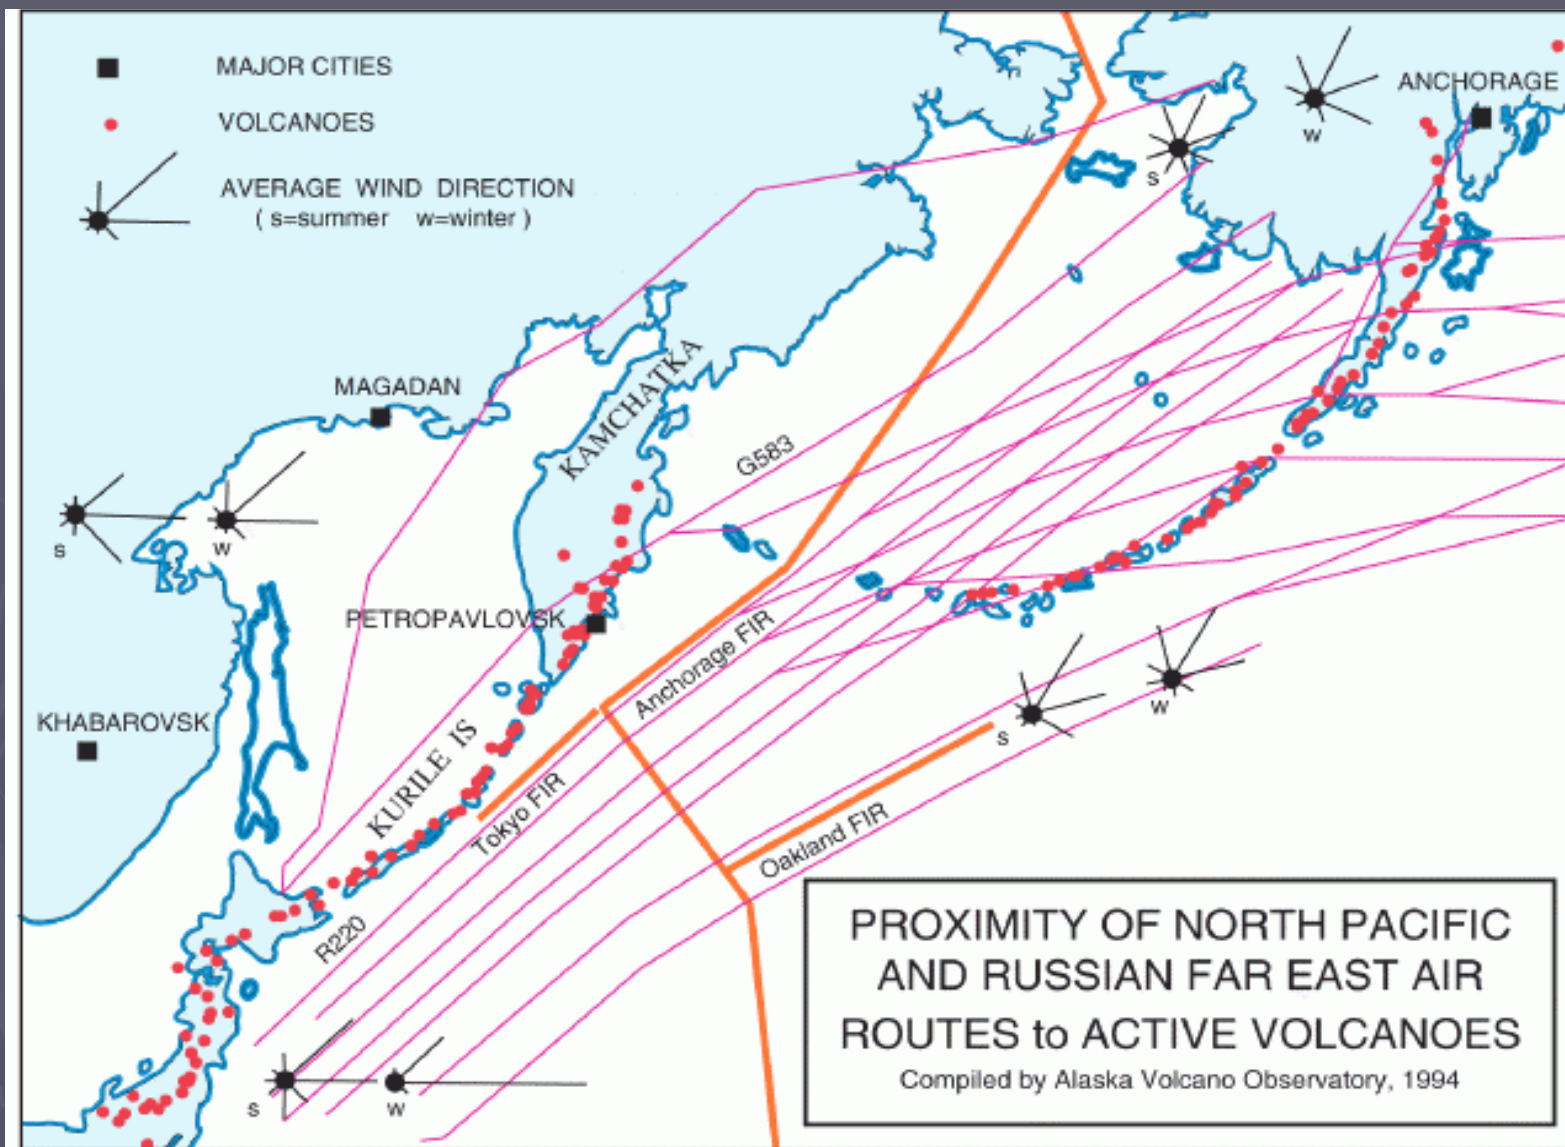 MAJOR CITIES
VOLCANOES
AVERAGE WIND DIRECTION
( s=summer w=winter )
ANCHORAGE
w
s
MAGADAN
KAMCHATKA
G583
s
w
PETROPAVLOVSK
KHABAROVSK
KURILE IS
Anchorage FIR
Tokyo FIR
w
s
Oakland FIR
R220
s
w
PROXIMITY OF NORTH PACIFIC
AND RUSSIAN FAR EAST AIR
ROUTES to ACTIVE VOLCANOES
Compiled by Alaska Volcano Observatory, 1994